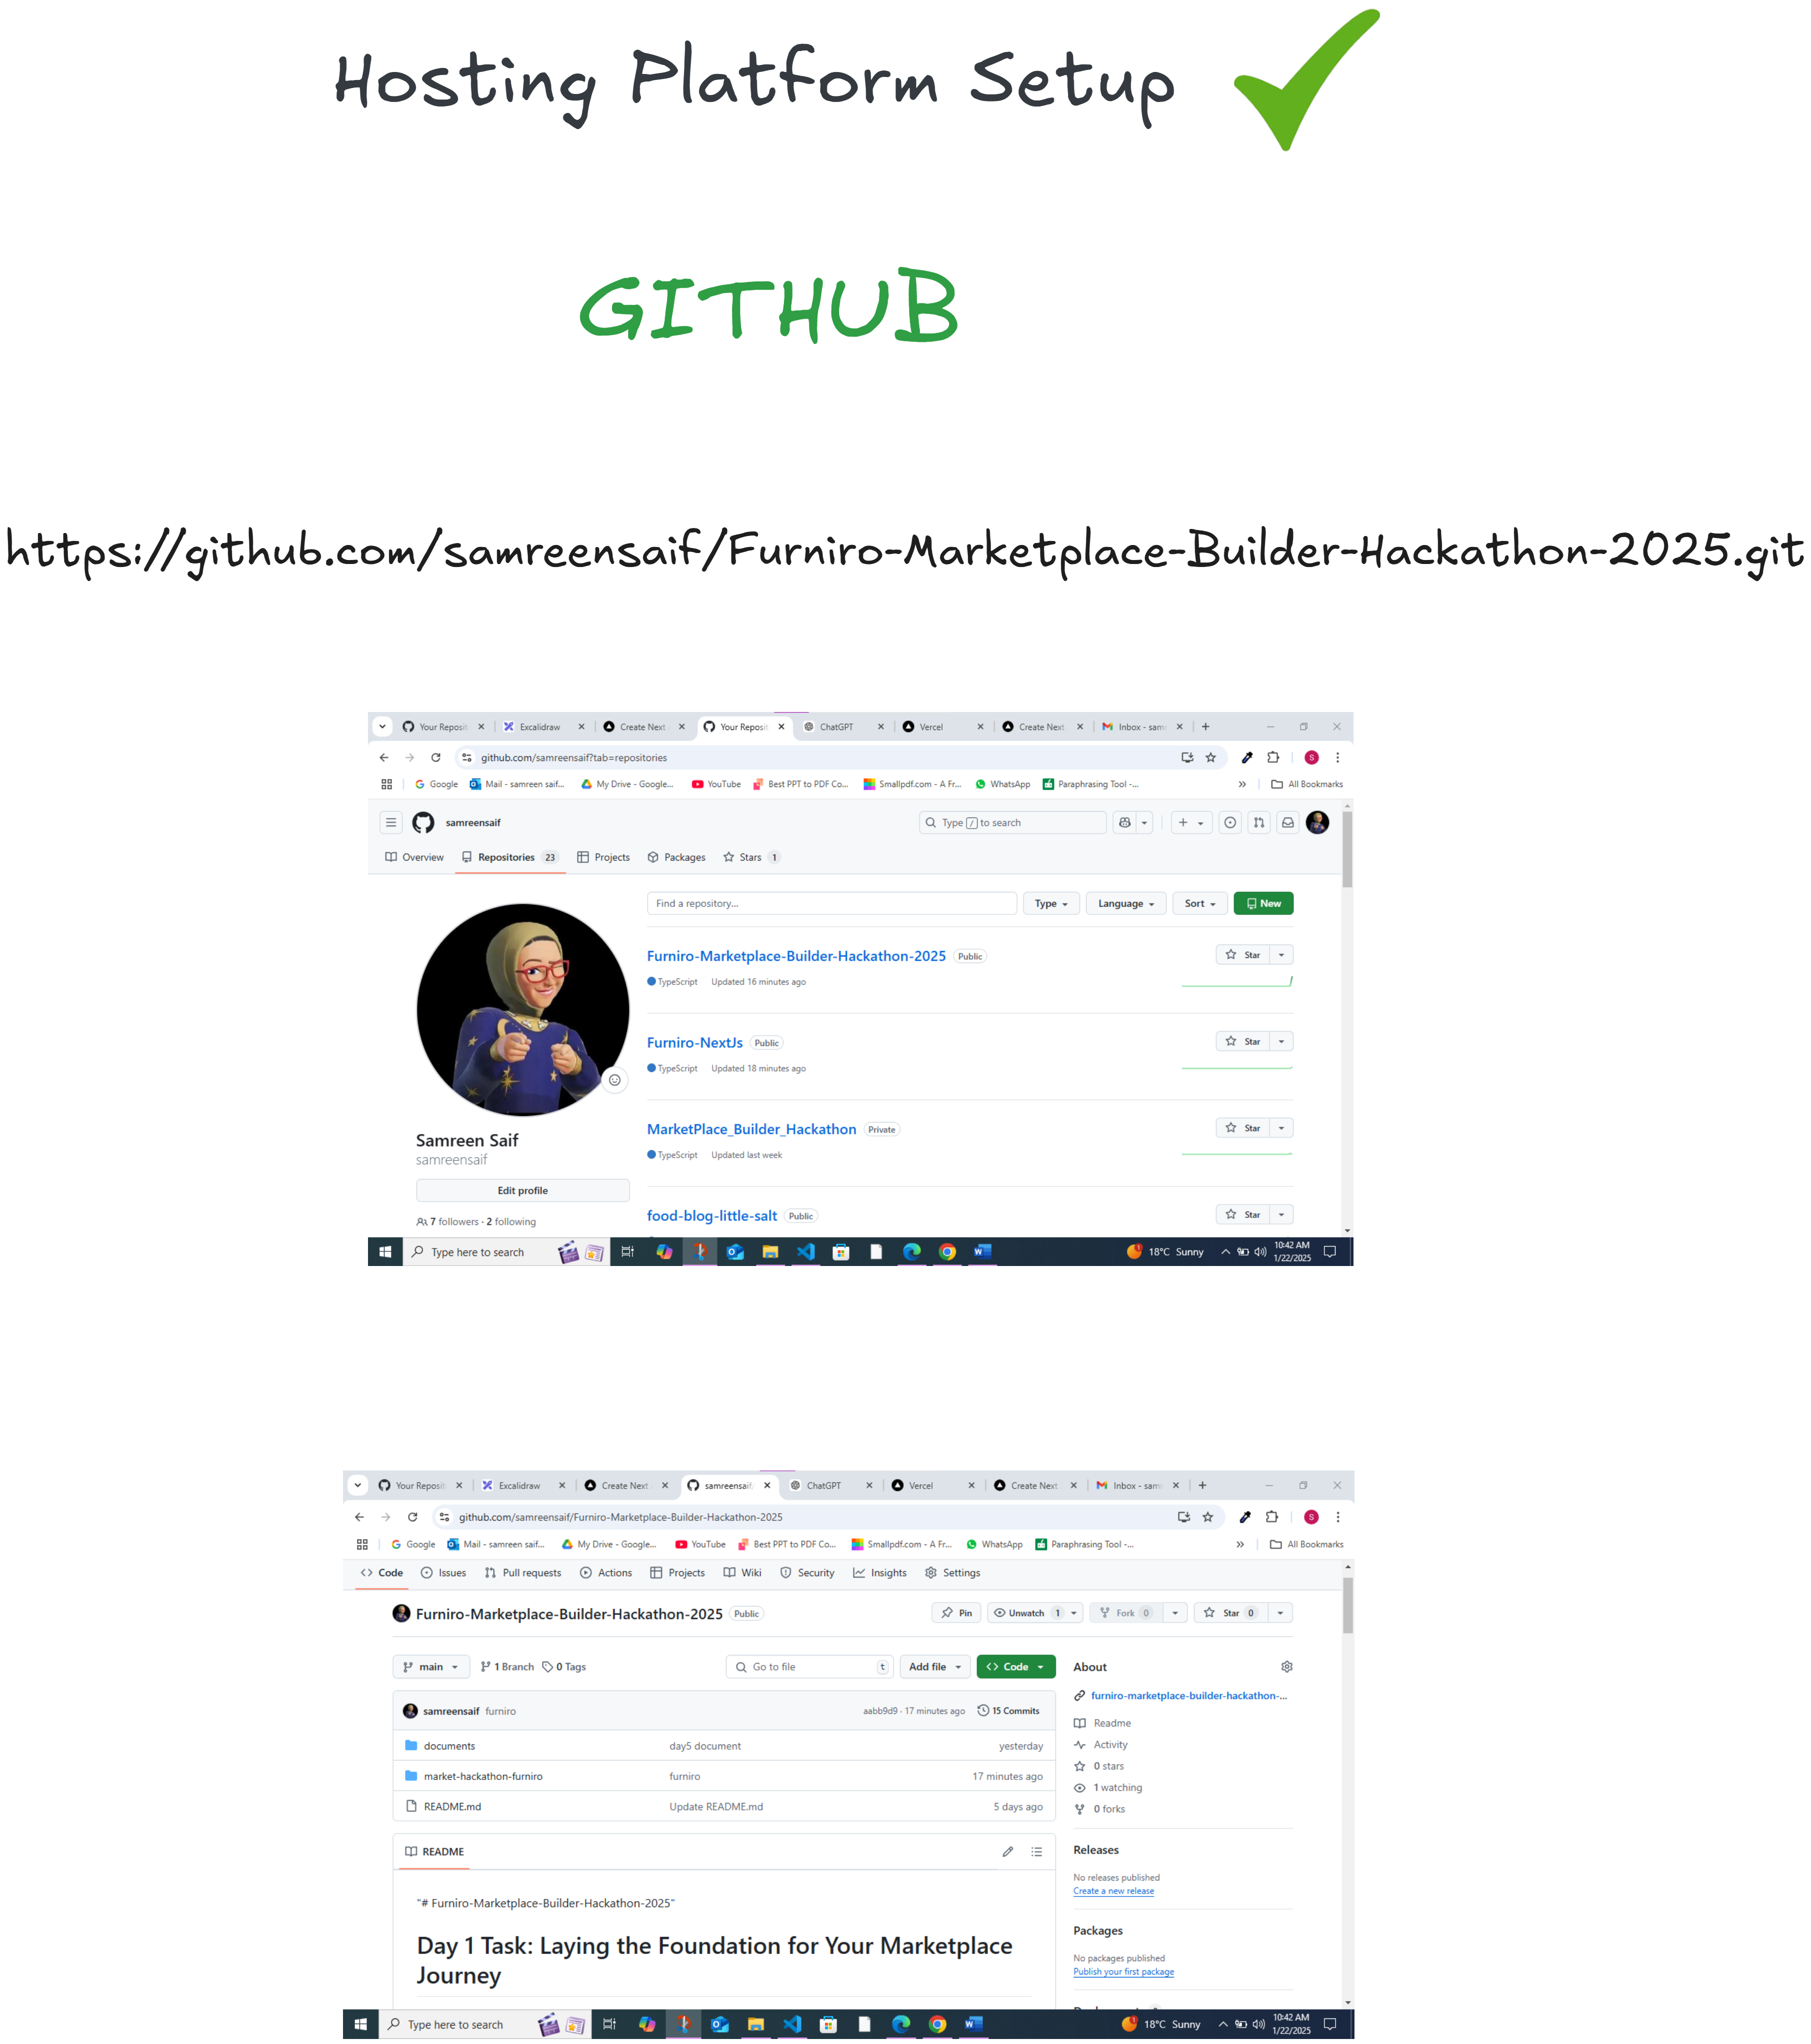 Hosting Platform Setup
GITHUB
https://github.com/samreensaif/Furniro-Marketplace-Builder-Hackathon-2025.git
Your Reposit Excalidraw Create Next Your Reposit ChatGPT Vercel Create Next Inbox - sam
github.com/samreensaif?tab=repositories
Google Mail - samreen saif... My Drive - Google... YouTube Best PPT to PDF Co... Smallpdf.com - A Fr... WhatsApp Paraphrasing Tool -... All Bookmarks
samreensaif Type / to search
Overview Repositories 23 Projects Packages Stars 1
Find a repository... Type Language Sort New
Furniro-Marketplace-Builder-Hackathon-2025 Public Star
TypeScript Updated 16 minutes ago
Furniro-NextJs Public Star
TypeScript Updated 18 minutes ago
MarketPlace_Builder_Hackathon Private Star
TypeScript Updated last week
food-blog-little-salt Public Star
Samreen Saif
samreensaif
Edit profile
7 followers · 2 following
Type here to search 18°C Sunny 10:42 AM
1/22/2025
Your Reposit Excalidraw Create Next samreensaif ChatGPT Vercel Create Next Inbox - sam
github.com/samreensaif/Furniro-Marketplace-Builder-Hackathon-2025
Google Mail - samreen saif... My Drive - Google... YouTube Best PPT to PDF Co... Smallpdf.com - A Fr... WhatsApp Paraphrasing Tool -... All Bookmarks
Code Issues Pull requests Actions Projects Wiki Security Insights Settings
Furniro-Marketplace-Builder-Hackathon-2025 Public Pin Unwatch 1 Fork 0 Star 0
main 1 Branch 0 Tags Go to file t Add file Code
samreensaif furniro aabb9d9 · 17 minutes ago 15 Commits
documents day5 document yesterday
market-hackathon-furniro furniro 17 minutes ago
README.md Update README.md 5 days ago
README
"# Furniro-Marketplace-Builder-Hackathon-2025"
Day 1 Task: Laying the Foundation for Your Marketplace
Journey
About
furniro-marketplace-builder-hackathon-...
Readme
Activity
0 stars
1 watching
0 forks
Releases
No releases published
Create a new release
Packages
No packages published
Publish your first package
Type here to search 18°C Sunny 10:42 AM
1/22/2025